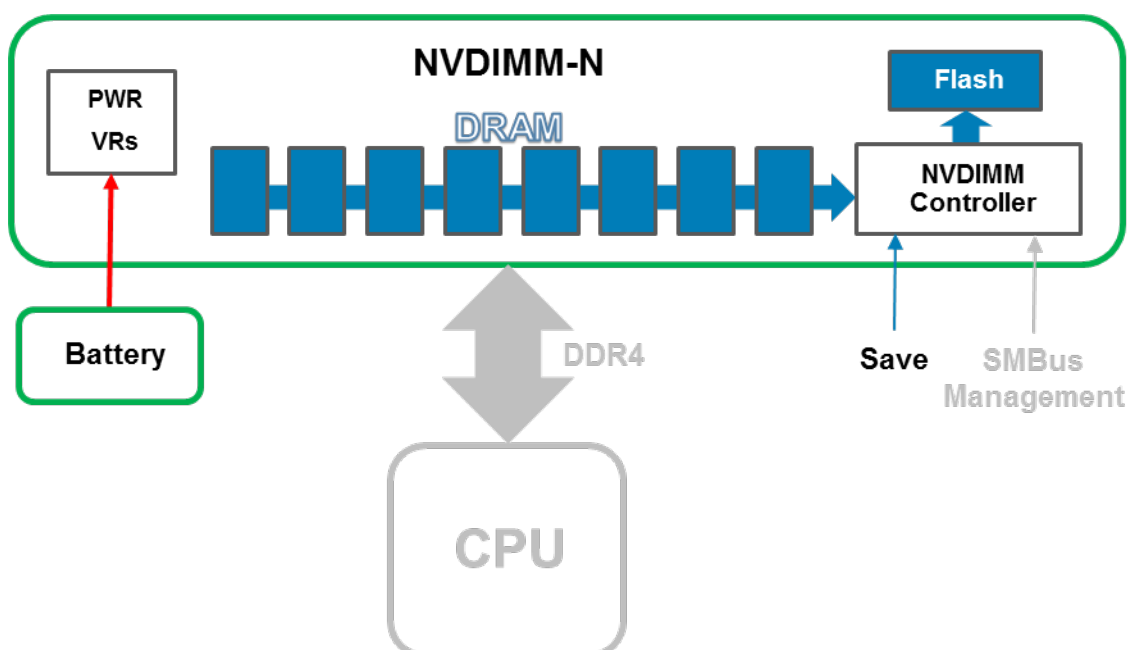 NVDIMM-N
PWR
VRs
DRAM
Flash
NVDIMM
Controller
Battery
DDR4
Save
SMBus
Management
CPU